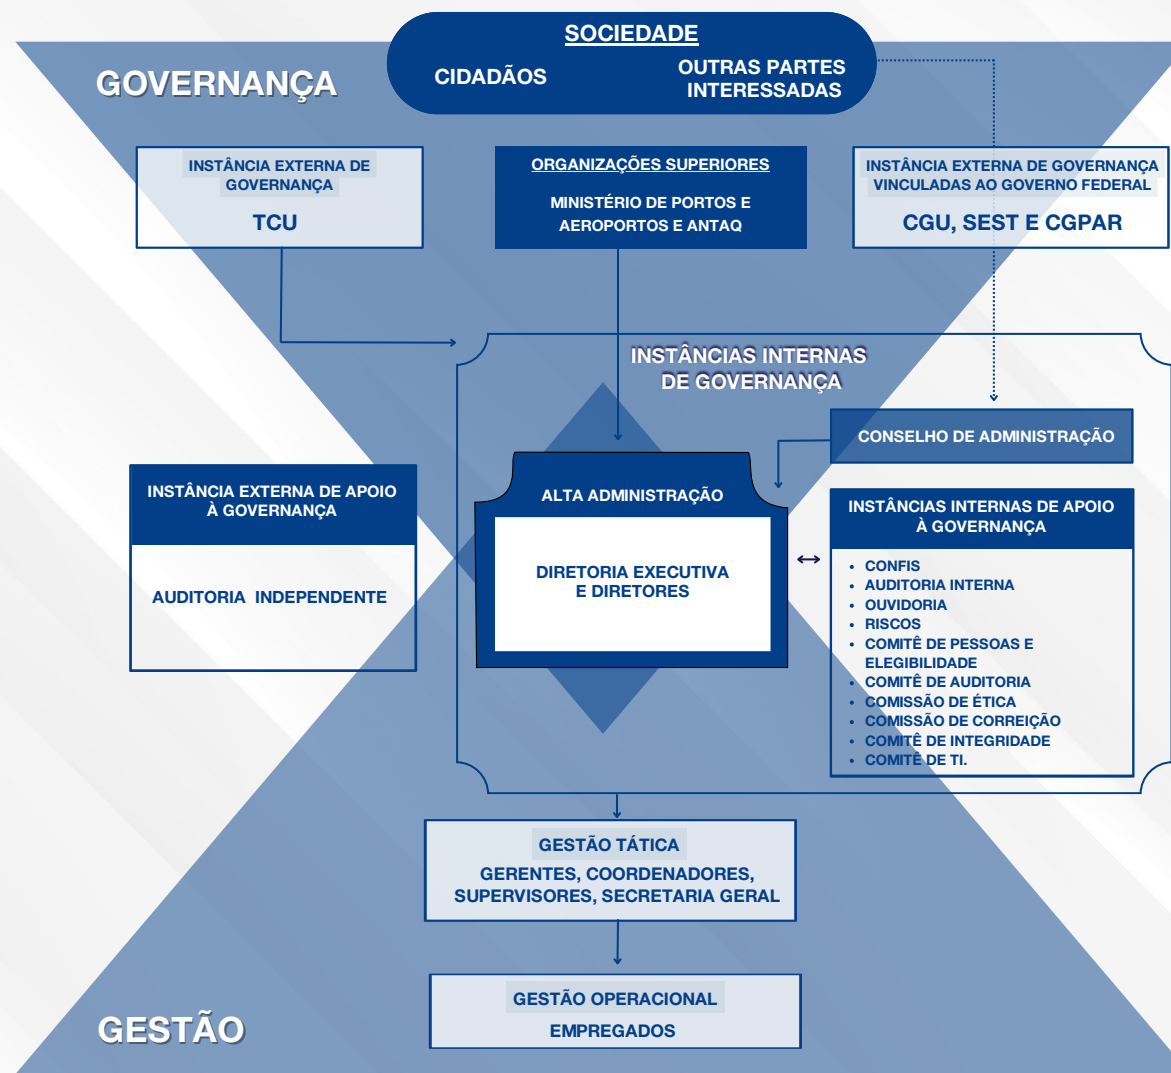 SOCIEDADE
CIDADÃOS
OUTRAS PARTES
INTERESSADAS
GOVERNANÇA
INSTÂNCIA EXTERNA DE
GOVERNANÇA
TCU
ORGANIZAÇÕES SUPERIORES
MINISTÉRIO DE PORTOS E
AEROPORTOS E ANTAQ
INSTÂNCIA EXTERNA DE GOVERNANÇA
VINCULADAS AO GOVERNO FEDERAL
CGU, SEST E CGPAR
INSTÂNCIAS INTERNAS
DE GOVERNANÇA
CONSELHO DE ADMINISTRAÇÃO
INSTÂNCIA EXTERNA DE APOIO
À GOVERNANÇA
AUDITORIA INDEPENDENTE
ALTA ADMINISTRAÇÃO
DIRETORIA EXECUTIVA
E DIRETORES
INSTÂNCIAS INTERNAS DE APOIO
À GOVERNANÇA
• CONFIS
• AUDITORIA INTERNA
• OUVIDORIA
• RISCOS
• COMITÊ DE PESSOAS E
ELEGIBILIDADE
• COMITÊ DE AUDITORIA
• COMISSÃO DE ÉTICA
• COMISSÃO DE CORREIÇÃO
• COMITÊ DE INTEGRIDADE
• COMITÊ DE TI.
GESTÃO TÁTICA
GERENTES, COORDENADORES,
SUPERVISORES, SECRETARIA GERAL
GESTÃO OPERACIONAL
EMPREGADOS
GESTÃO